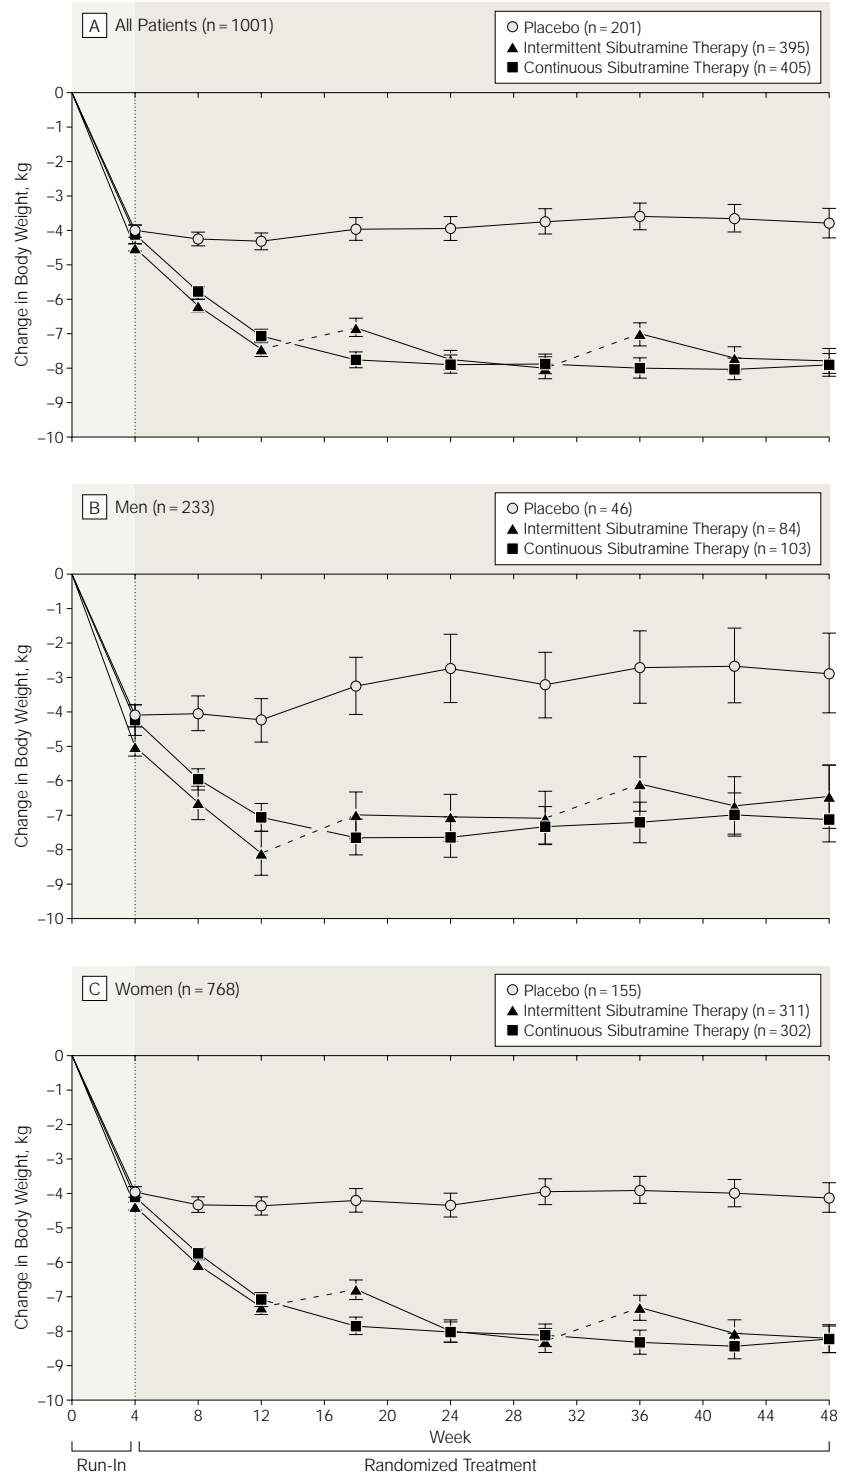 A All Patients (n = 1001)
Placebo (n = 201)
Intermittent Sibutramine Therapy (n = 395)
Continuous Sibutramine Therapy (n = 405)
Change in Body Weight, kg
0
–1
–2
–3
–4
–5
–6
–7
–8
–9
–10
B Men (n = 233)
Placebo (n = 46)
Intermittent Sibutramine Therapy (n = 84)
Continuous Sibutramine Therapy (n = 103)
Change in Body Weight, kg
0
–1
–2
–3
–4
–5
–6
–7
–8
–9
–10
C Women (n = 768)
Placebo (n = 155)
Intermittent Sibutramine Therapy (n = 311)
Continuous Sibutramine Therapy (n = 302)
Change in Body Weight, kg
0
–1
–2
–3
–4
–5
–6
–7
–8
–9
–10
0 4 8 12 16 20 24 28 32 36 40 44 48
Week
Run-In Randomized Treatment